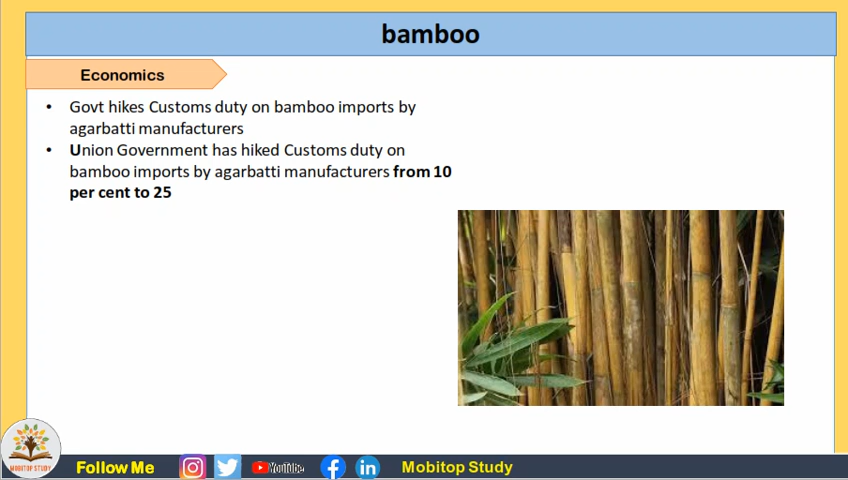 bamboo
Economics
• Govt hikes Customs duty on bamboo imports by
agarbatti manufacturers
• Union Government has hiked Customs duty on
bamboo imports by agarbatti manufacturers from 10
per cent to 25
MOBITOP STUDY
Follow Me
YouTube
Mobitop Study